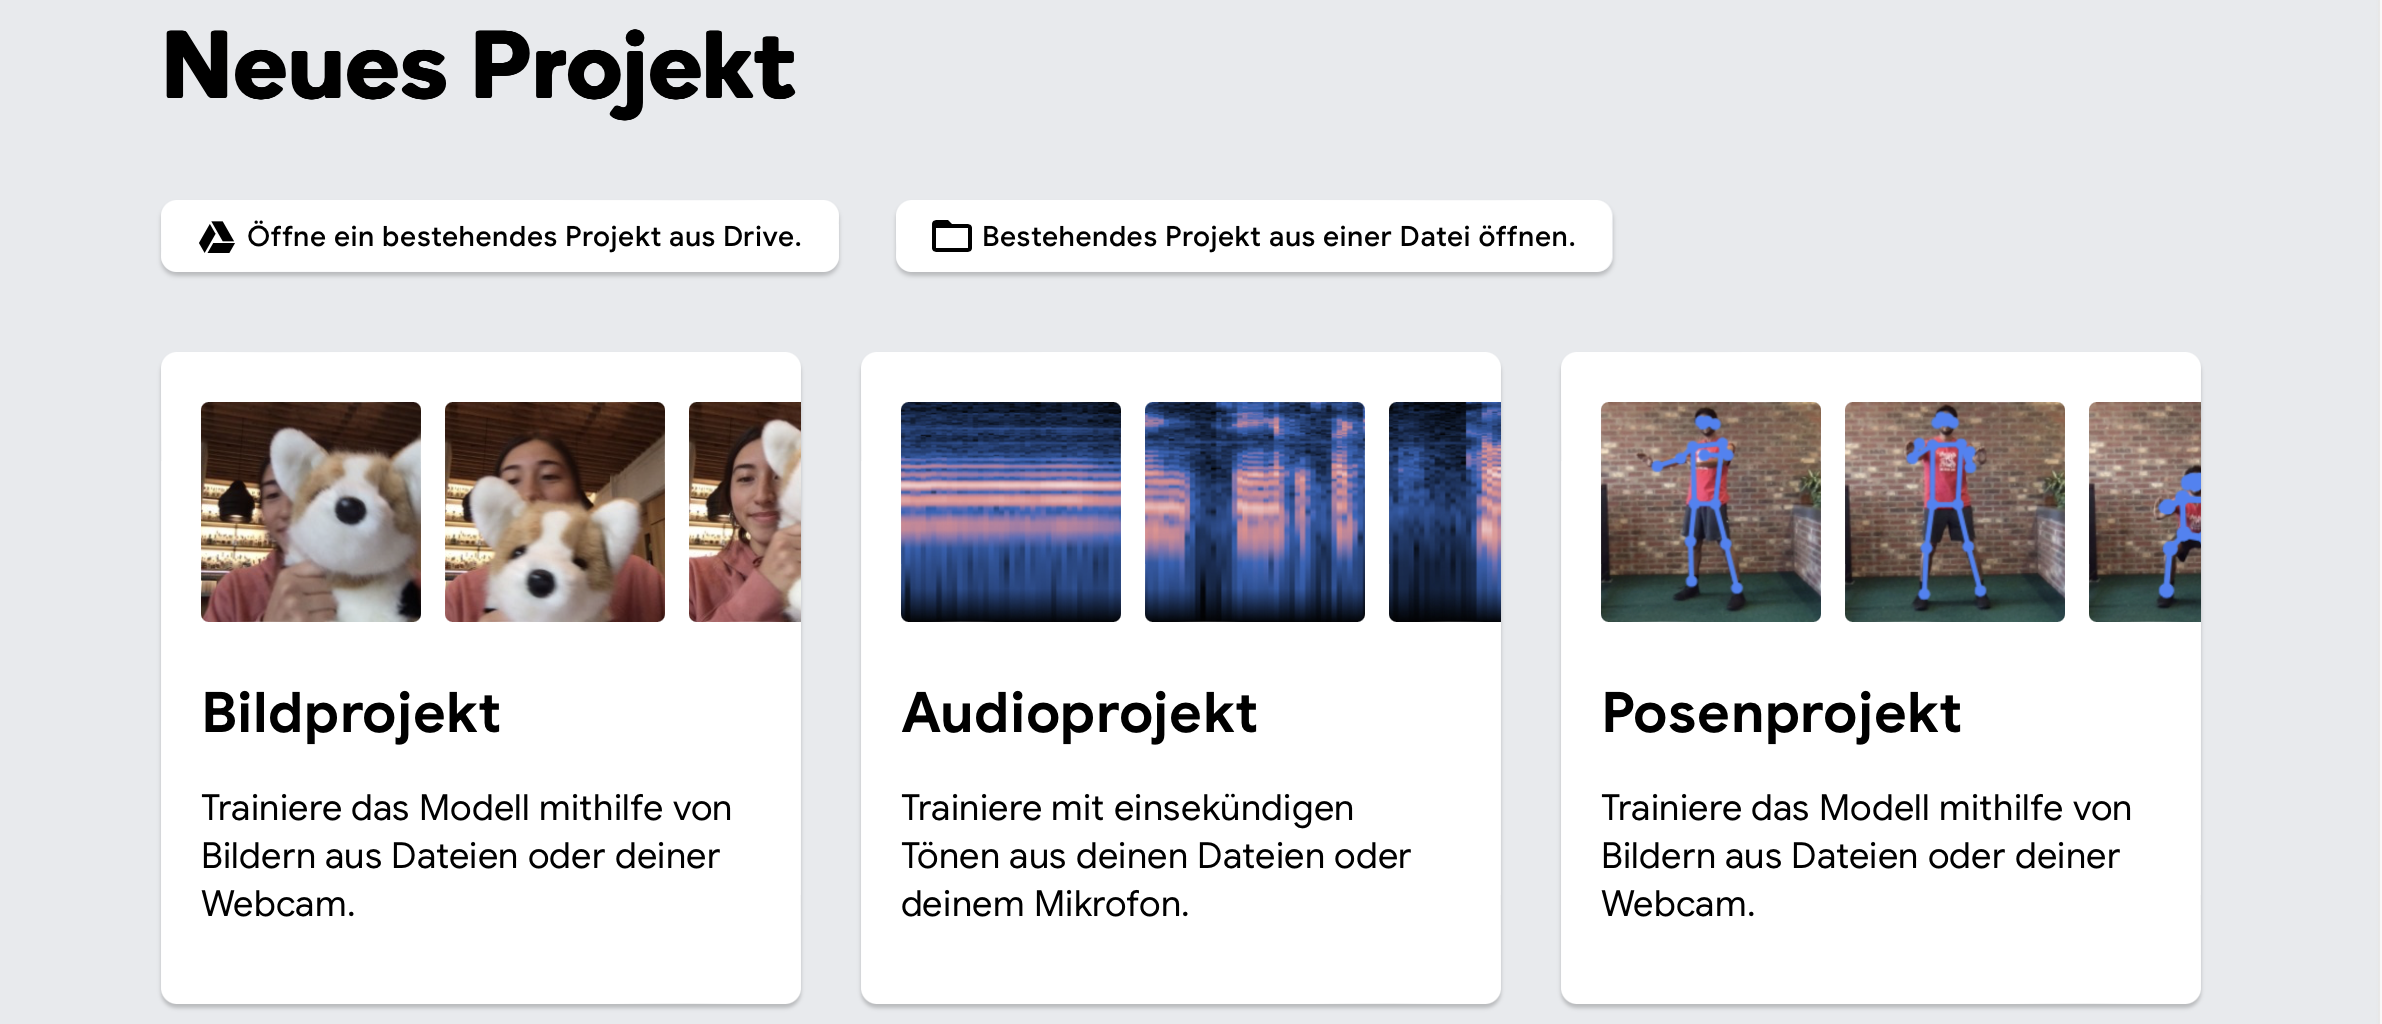 Neues Projekt
Öffne ein bestehendes Projekt aus Drive.
Bestehendes Projekt aus einer Datei öffnen.
Bildprojekt
Trainiere das Modell mithilfe von
Bildern aus Dateien oder deiner
Webcam.
Audioprojekt
Trainiere mit einsekündigen
Tönen aus deinen Dateien oder
deinem Mikrofon.
Posenprojekt
Trainiere das Modell mithilfe von
Bildern aus Dateien oder deiner
Webcam.